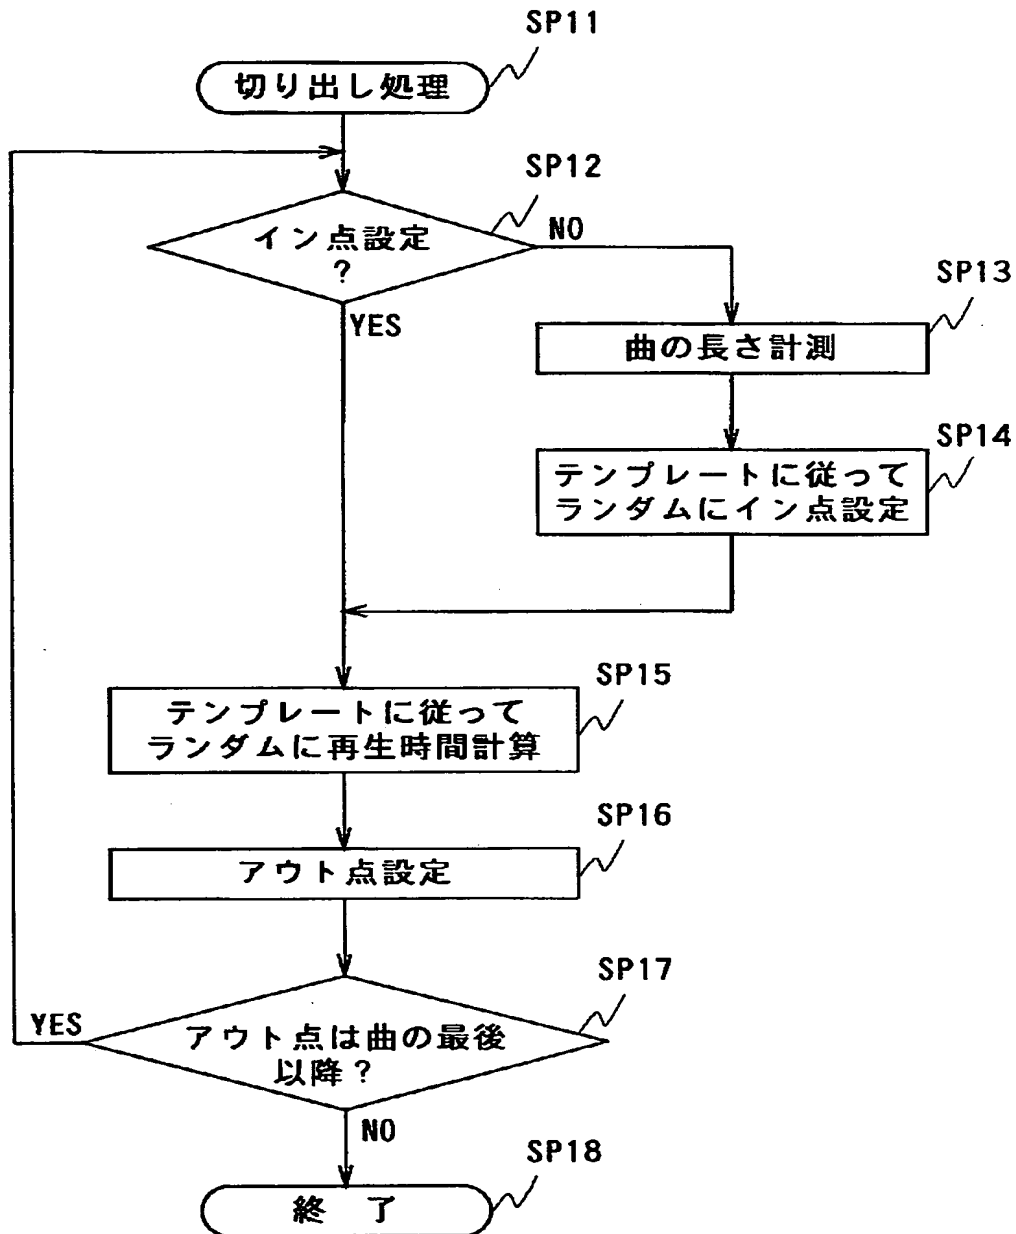 SP11
切り出し処理
SP12
イン点設定
?
NO
YES
SP13
曲の長さ計測
SP14
テンプレートに従って
ランダムにイン点設定
SP15
テンプレートに従って
ランダムに再生時間計算
SP16
アウト点設定
SP17
アウト点は曲の最後
以降?
YES
NO
SP18
終 了